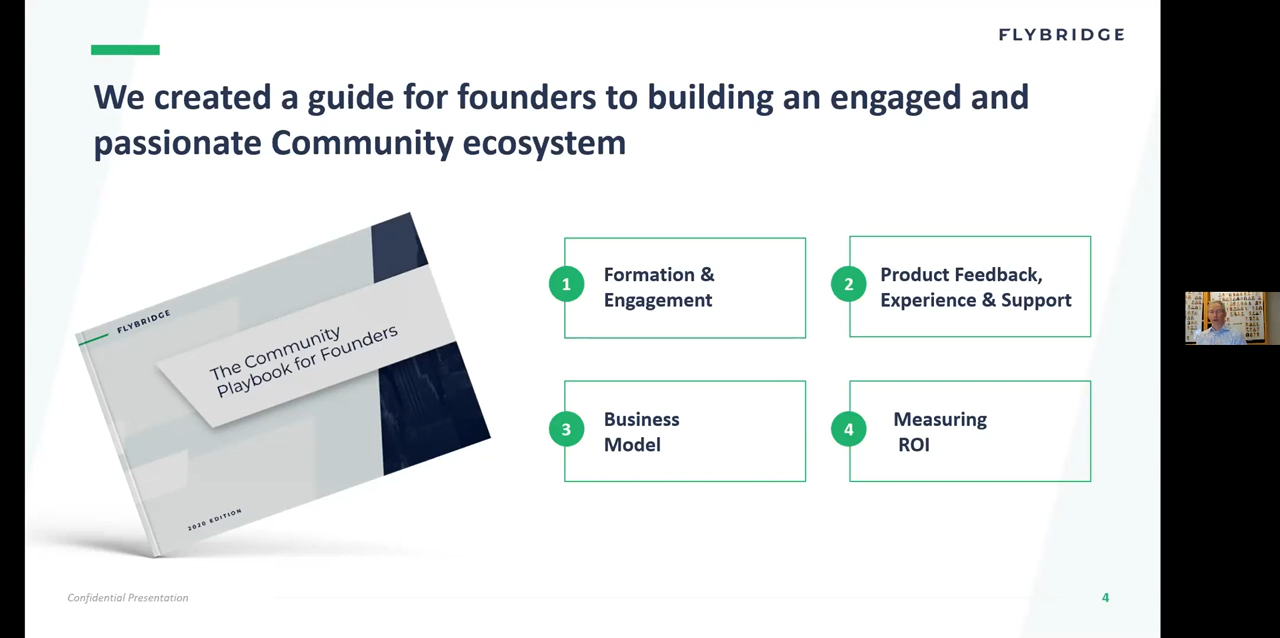 FLYBRIDGE
We created a guide for founders to building an engaged and
passionate Community ecosystem
FLYBRIDGE
The Community
Playbook for Founders
2020 EDITION
1
Formation &
Engagement
2
Product Feedback,
Experience & Support
3
Business
Model
4
Measuring
ROI
Confidential Presentation
4